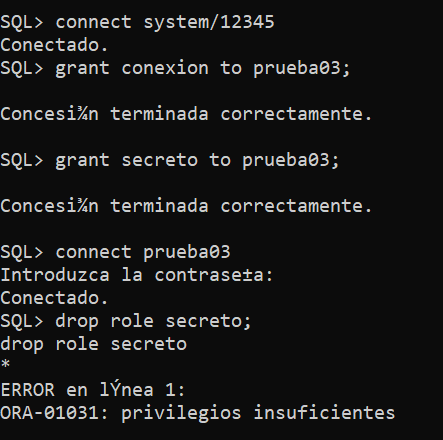 SQL> connect system/12345
Conectado.
SQL> grant conexion to prueba03;
Concesi¾n terminada correctamente.
SQL> grant secreto to prueba03;
Concesi¾n terminada correctamente.
SQL> connect prueba03
Introduzca la contrase±a:
Conectado.
SQL> drop role secreto;
drop role secreto
*
ERROR en lÝnea 1:
ORA-01031: privilegios insuficientes